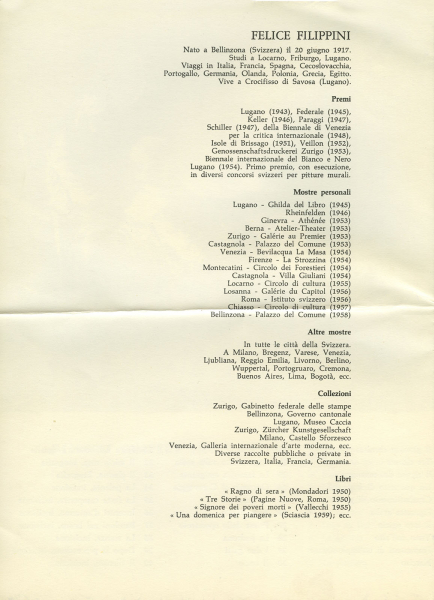 FELICE FILIPPINI
Nato a Bellinzona (Svizzera) il 20 giugno 1917.
Studi a Locarno, Friburgo, Lugano.
Viaggi in Italia, Francia, Spagna, Cecoslovacchia,
Portogallo, Germania, Olanda, Polonia, Grecia, Egitto.
Vive a Crocifisso di Savosa (Lugano).
Premi
Lugano (1943), Federale (1945),
Keller (1946), Paraggi (1947),
Schiller (1947), della Biennale di Venezia
per la critica internazionale (1948),
Isole di Brissago (1951), Veillon (1952),
Genossenschaftsdruckerei Zurigo (1953),
Biennale internazionale del Bianco e Nero
Lugano (1954). Primo premio, con esecuzione,
in diversi concorsi svizzeri per pitture murali.
Mostre personali
Lugano - Ghilda del Libro (1945)
Rheinfelden (1946)
Ginevra - Athénée (1953)
Berna - Atelier-Theater (1953)
Zurigo - Galérie au Premier (1953)
Castagnola - Palazzo del Comune (1953)
Venezia - Bevilacqua La Masa (1954)
Firenze - La Strozzina (1954)
Montecatini - Circolo dei Forestieri (1954)
Castagnola - Villa Giuliani (1954)
Locarno - Circolo di cultura (1955)
Losanna - Galérie du Capitol (1956)
Roma - Istituto svizzero (1956)
Chiasso - Circolo di cultura (1957)
Bellinzona - Palazzo del Comune (1958)
Altre mostre
In tutte le città della Svizzera.
A Milano, Bregenz, Varese, Venezia,
Ljubliana, Reggio Emilia, Livorno, Berlino,
Wuppertal, Portogruaro, Cremona,
Buenos Aires, Lima, Bogotà, ecc.
Collezioni
Zurigo, Gabinetto federale delle stampe
Bellinzona, Governo cantonale
Lugano, Museo Caccia
Zurigo, Zürcher Kunstgesellschaft
Milano, Castello Sforzesco
Venezia, Galleria internazionale d'arte moderna, ecc.
Diverse raccolte pubbliche o private in
Svizzera, Italia, Francia, Germania.
Libri
« Ragno di sera » (Mondadori 1950)
« Tre Storie » (Pagine Nuove, Roma, 1950)
« Signore dei poveri morti » (Vallecchi 1955)
« Una domenica per piangere » (Sciascia 1959); ecc.